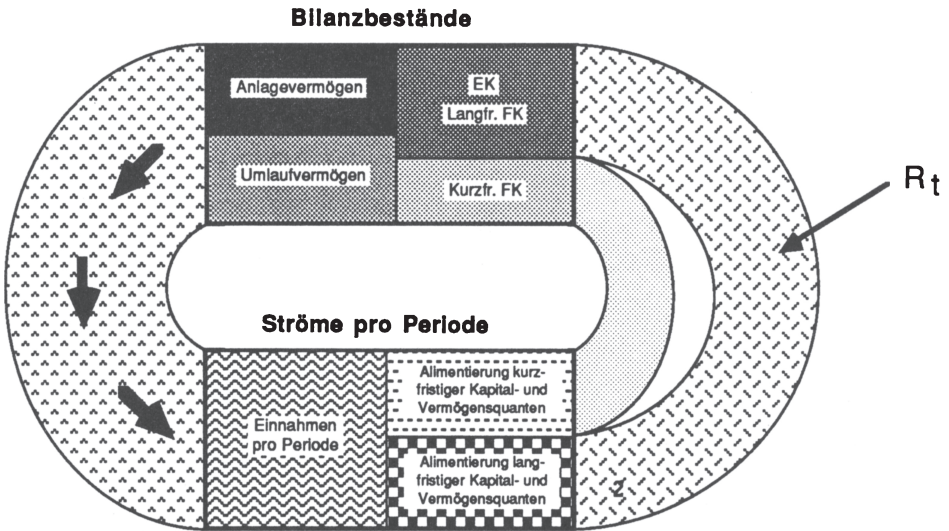 Bilanzbestände
Anlagevermögen
EK
Langfr. FK
Umlaufvermögen
Kurzfr. FK
R t
Ströme pro Periode
Einnahmen
pro Periode
Alimentierung kurz-
fristiger Kapital- und
Vermögensquanten
Alimentierung lang-
fristiger Kapital- und
Vermögensquanten